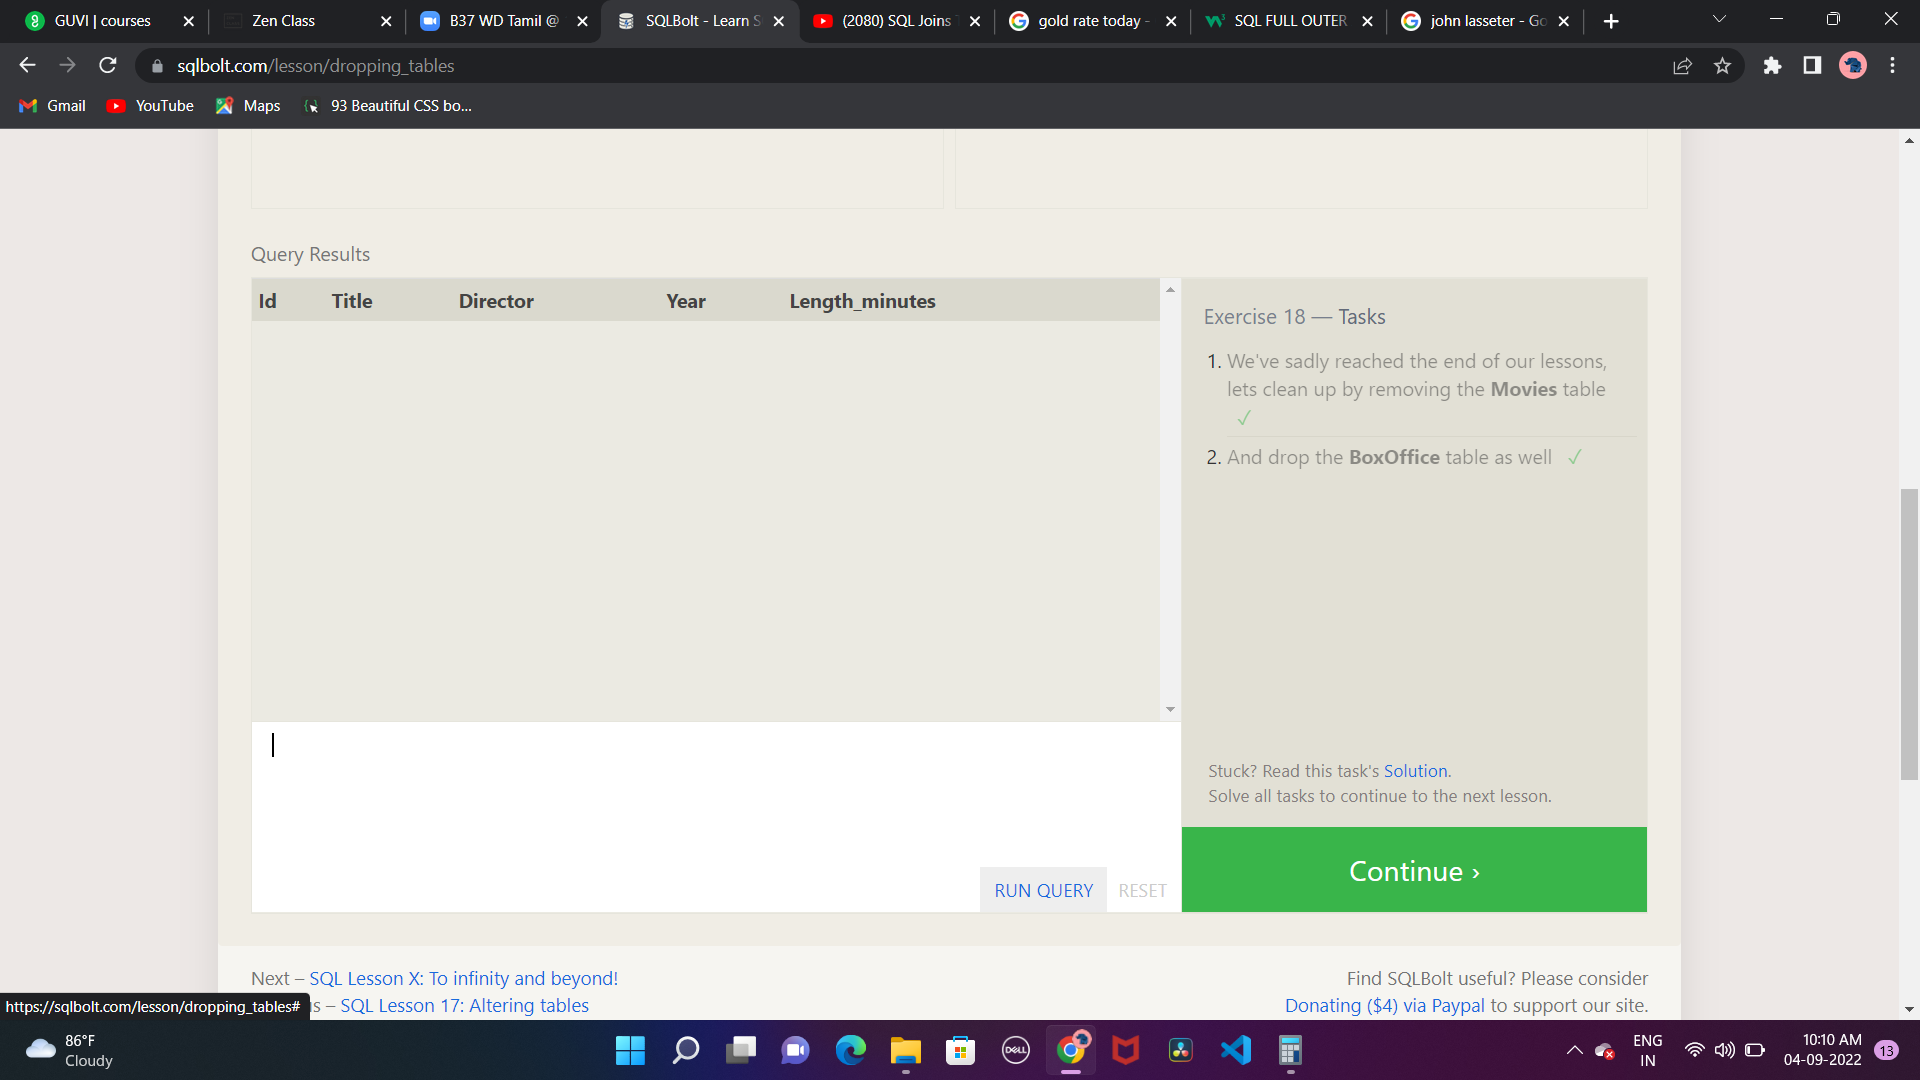 GUVI | courses
Zen Class
B37 WD Tamil @
SQLBolt - Learn S
(2080) SQL Joins T
gold rate today -
SQL FULL OUTER
john lasseter - Go
sqlbolt.com/lesson/dropping_tables
Gmail
YouTube
Maps
93 Beautiful CSS bo...
Query Results
Id Title Director Year Length_minutes
Exercise 18 — Tasks
1. We've sadly reached the end of our lessons,
lets clean up by removing the Movies table
✓
2. And drop the BoxOffice table as well ✓
Stuck? Read this task's Solution.
Solve all tasks to continue to the next lesson.
RUN QUERY RESET
Continue ›
Next – SQL Lesson X: To infinity and beyond!
Find SQLBolt useful? Please consider
https://sqlbolt.com/lesson/dropping_tables#
us – SQL Lesson 17: Altering tables
Donating ($4) via Paypal to support our site.
86°F
Cloudy
DELL
ENG
IN
10:10 AM
04-09-2022
13